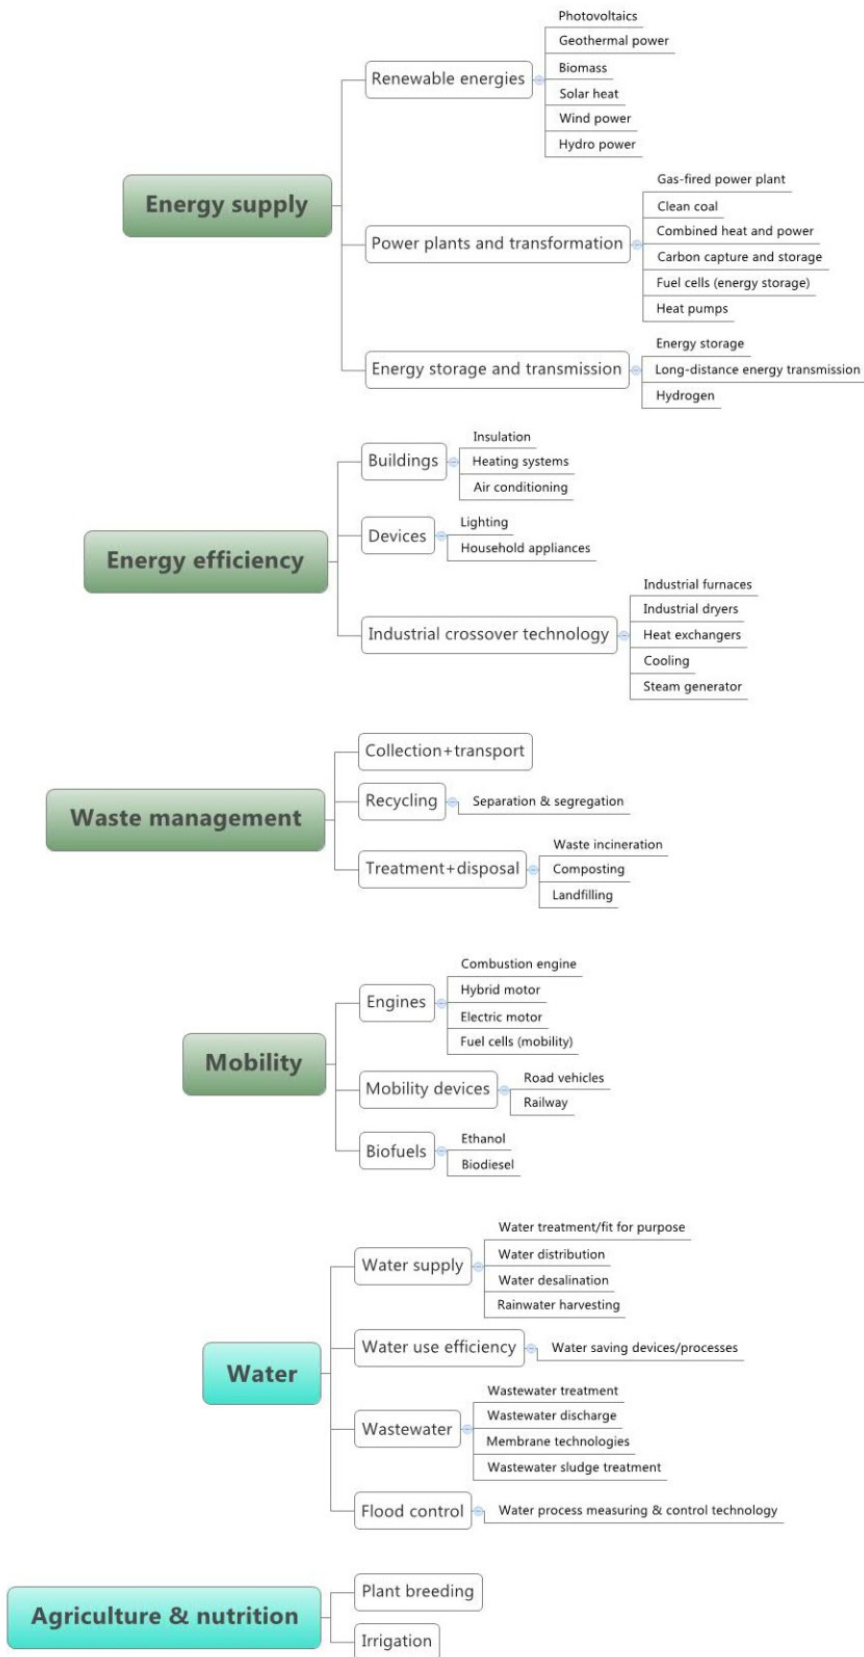 Energy supply
Renewable energies
Photovoltaics
Geothermal power
Biomass
Solar heat
Wind power
Hydro power
Power plants and transformation
Gas-fired power plant
Clean coal
Combined heat and power
Carbon capture and storage
Fuel cells (energy storage)
Heat pumps
Energy storage and transmission
Energy storage
Long-distance energy transmission
Hydrogen
Energy efficiency
Buildings
Insulation
Heating systems
Air conditioning
Devices
Lighting
Household appliances
Industrial crossover technology
Industrial furnaces
Industrial dryers
Heat exchangers
Cooling
Steam generator
Waste management
Collection+transport
Recycling
Separation & segregation
Treatment+disposal
Waste incineration
Composting
Landfilling
Mobility
Engines
Combustion engine
Hybrid motor
Electric motor
Fuel cells (mobility)
Mobility devices
Road vehicles
Railway
Biofuels
Ethanol
Biodiesel
Water
Water supply
Water treatment/fit for purpose
Water distribution
Water desalination
Rainwater harvesting
Water use efficiency
Water saving devices/processes
Wastewater
Wastewater treatment
Wastewater discharge
Membrane technologies
Wastewater sludge treatment
Flood control
Water process measuring & control technology
Agriculture & nutrition
Plant breeding
Irrigation